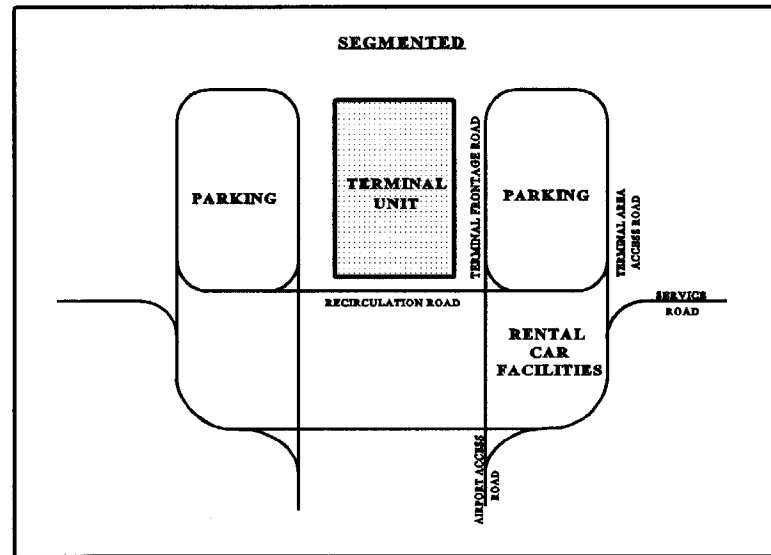 SEGMENTED
PARKING
TERMINAL
UNIT
TERMINAL FRONTAGE ROAD
PARKING
TERMINAL AREA
ACCESS ROAD
RECIRCULATION ROAD
SERVICE
ROAD
RENTAL
CAR
FACILITIES
AIRPORT ACCESS
ROAD